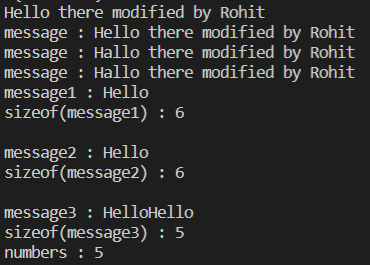 Hello there modified by Rohit
message : Hello there modified by Rohit
message : Hallo there modified by Rohit
message : Hallo there modified by Rohit
message1 : Hello
sizeof(message1) : 6

message2 : Hello
sizeof(message2) : 6

message3 : HelloHello
sizeof(message3) : 5
numbers : 5